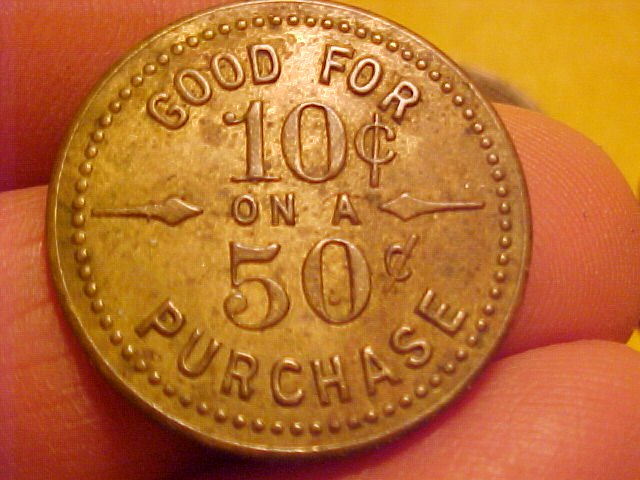 GOOD FOR
10¢
ON A
50¢
PURCHASE